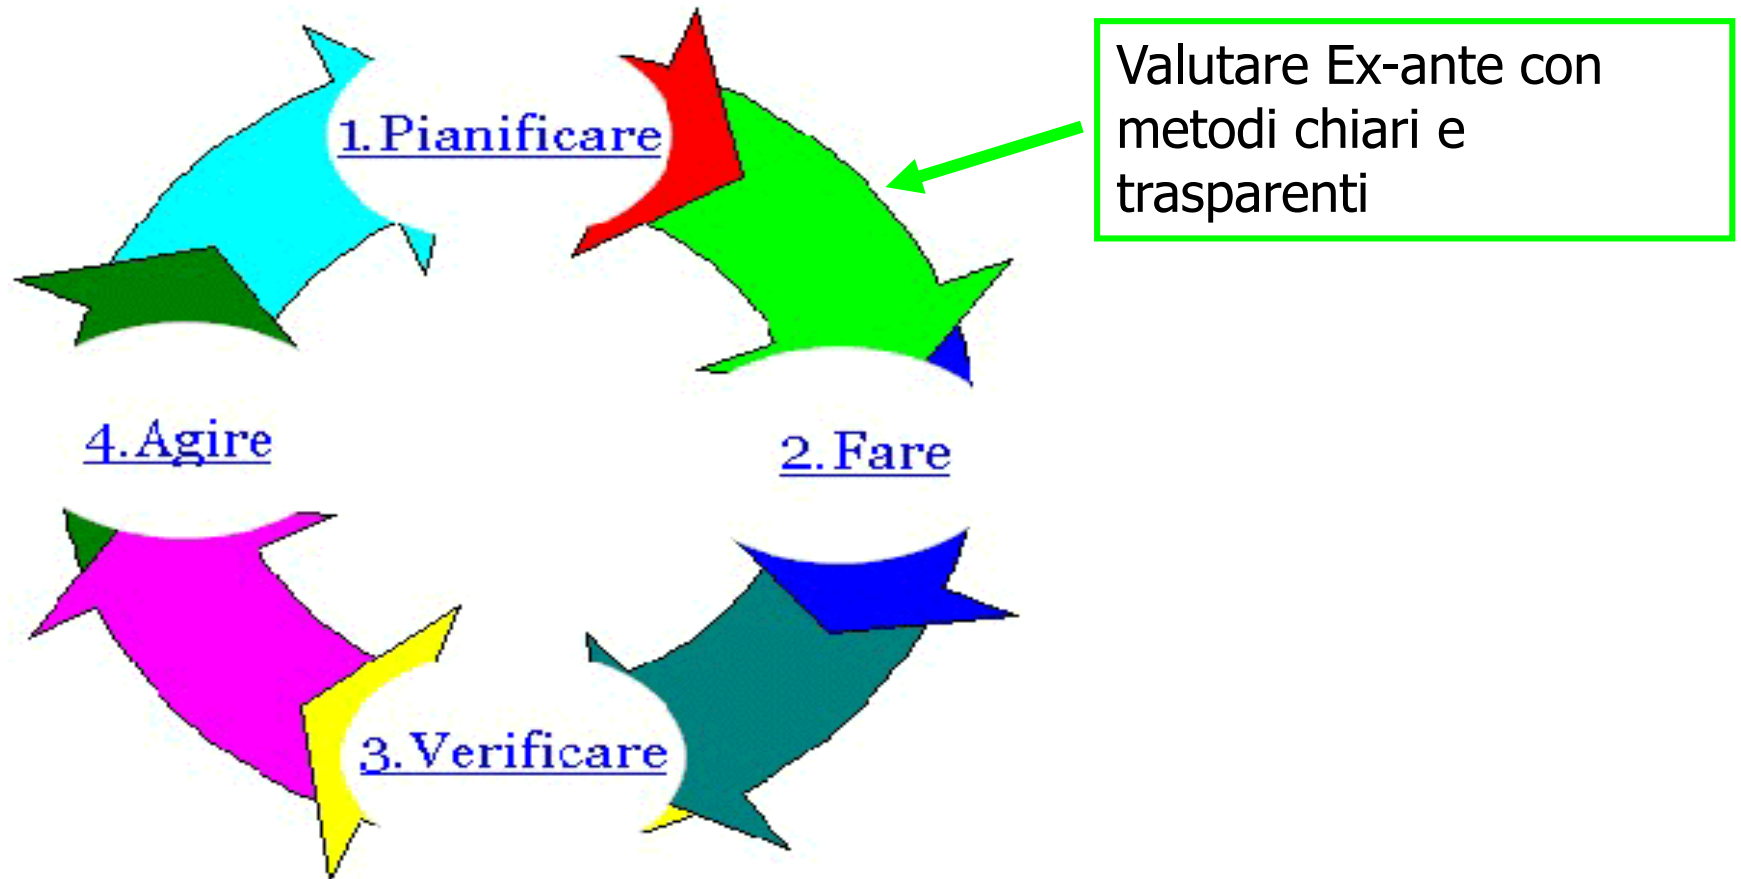 1.Pianificare
Valutare Ex-ante con
metodi chiari e
trasparenti
4.Agire
2.Fare
3.Verificare